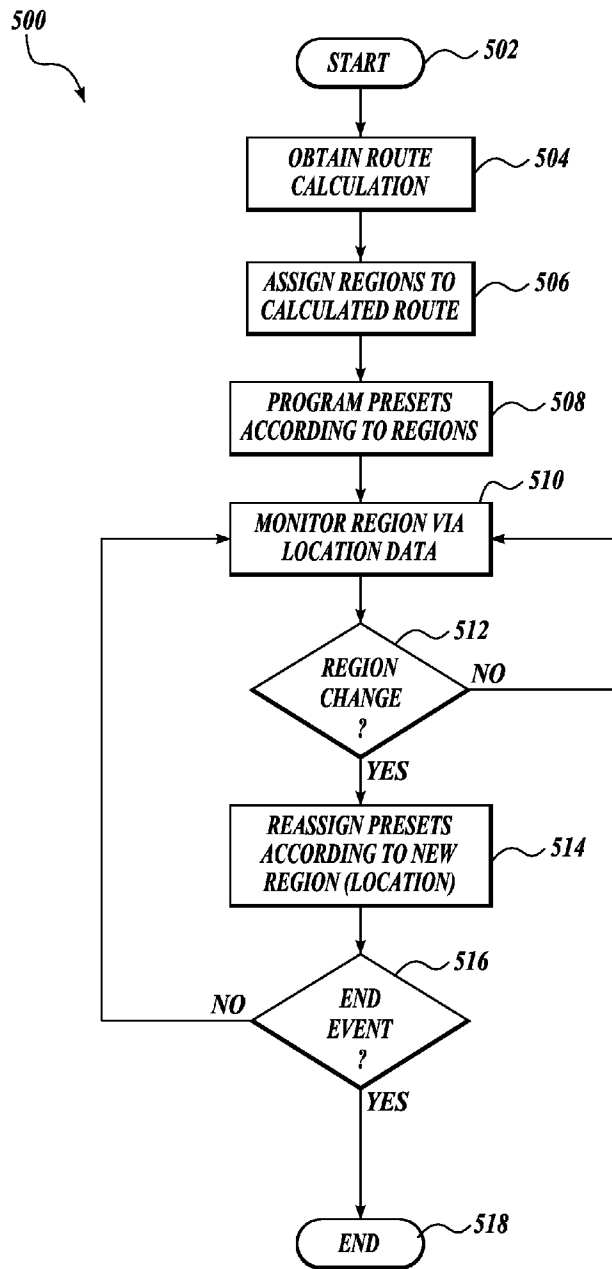 500
START
502
OBTAIN ROUTE
CALCULATION
504
ASSIGN REGIONS TO
CALCULATED ROUTE
506
PROGRAM PRESETS
ACCORDING TO REGIONS
508
510
MONITOR REGION VIA
LOCATION DATA
512
REGION
CHANGE
?
NO
YES
REASSIGN PRESETS
ACCORDING TO NEW
REGION (LOCATION)
514
516
END
EVENT
?
NO
YES
END
518